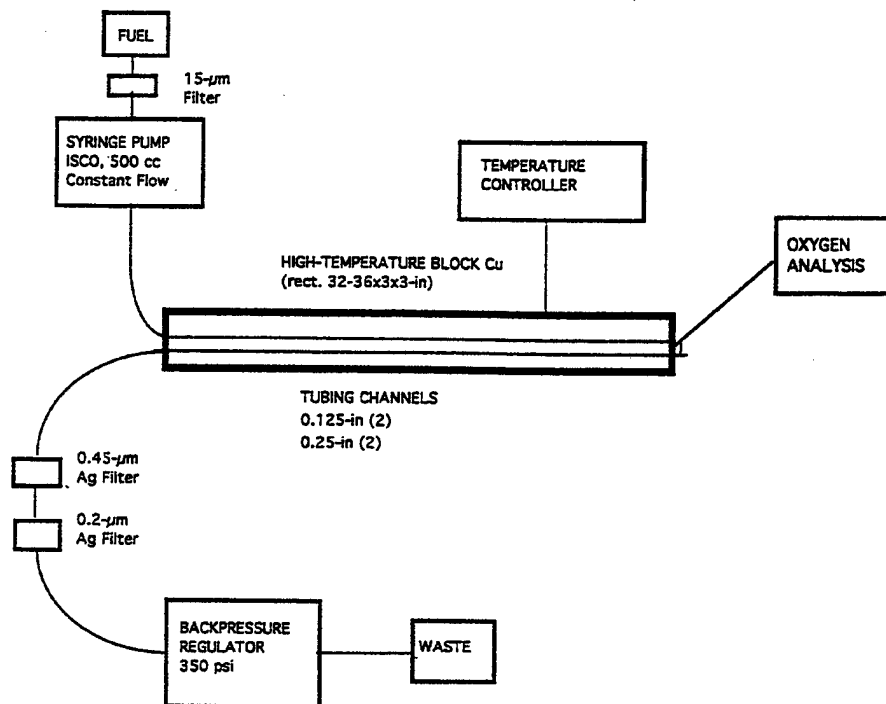 FUEL
15-μm
Filter
SYRINGE PUMP
ISCO, 500 cc
Constant Flow
TEMPERATURE
CONTROLLER
OXYGEN
ANALYSIS
HIGH-TEMPERATURE BLOCK Cu
(rect. 32-36x3x3-in)
TUBING CHANNELS
0.125-in (2)
0.25-in (2)
0.45-μm
Ag Filter
0.2-μm
Ag Filter
BACKPRESSURE
REGULATOR
350 psi
WASTE